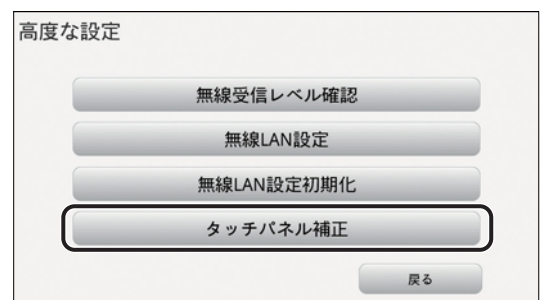 高度な設定
無線受信レベル確認
無線LAN設定
無線LAN設定初期化
タッチパネル補正
戻る